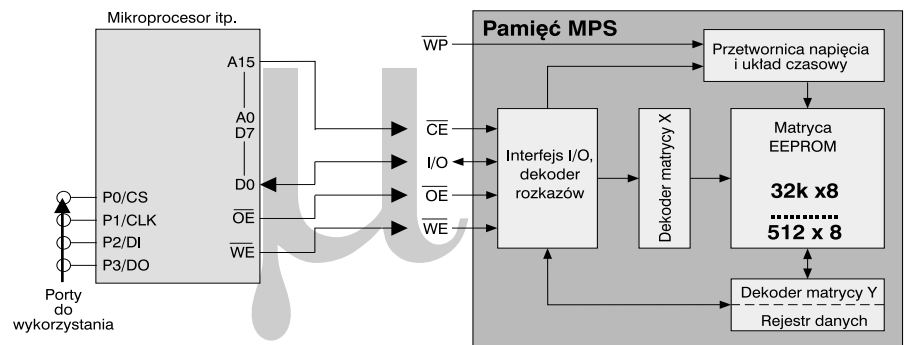 Mikroprocesor itp.
A15
A0
D7
D0
OE
WE
P0/CS
P1/CLK
P2/DI
P3/DO
Porty
do
wykorzystania
WP
CE
I/O
OE
WE
Pamięć MPS
Przetwornica napięcia
i układ czasowy
Interfejs I/O,
dekoder
rozkazów
Dekoder matrycy X
Matryca
EEPROM
32k x8
512 x 8
Dekoder matrycy Y
Rejestr danych
µ